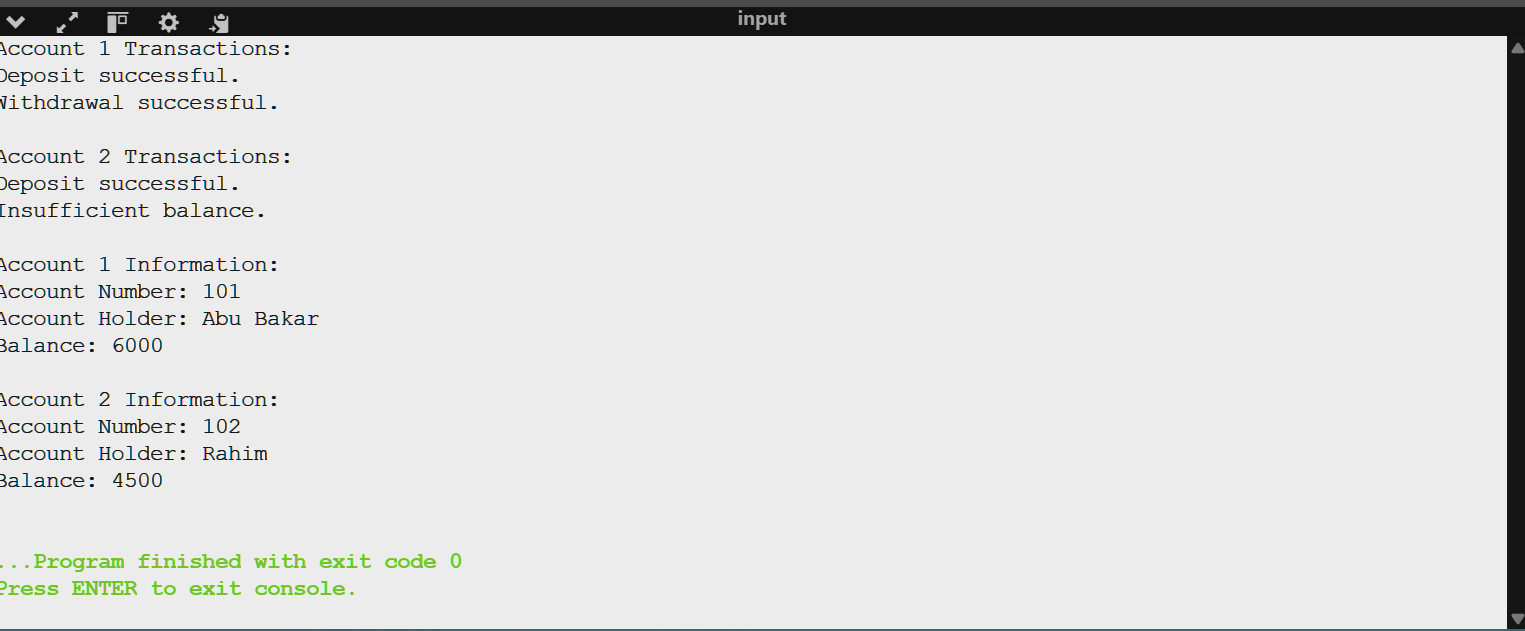 input
Account 1 Transactions:
Deposit successful.
Withdrawal successful.
Account 2 Transactions:
Deposit successful.
Insufficient balance.
Account 1 Information:
Account Number: 101
Account Holder: Abu Bakar
Balance: 6000
Account 2 Information:
Account Number: 102
Account Holder: Rahim
Balance: 4500
...Program finished with exit code 0
Press ENTER to exit console.